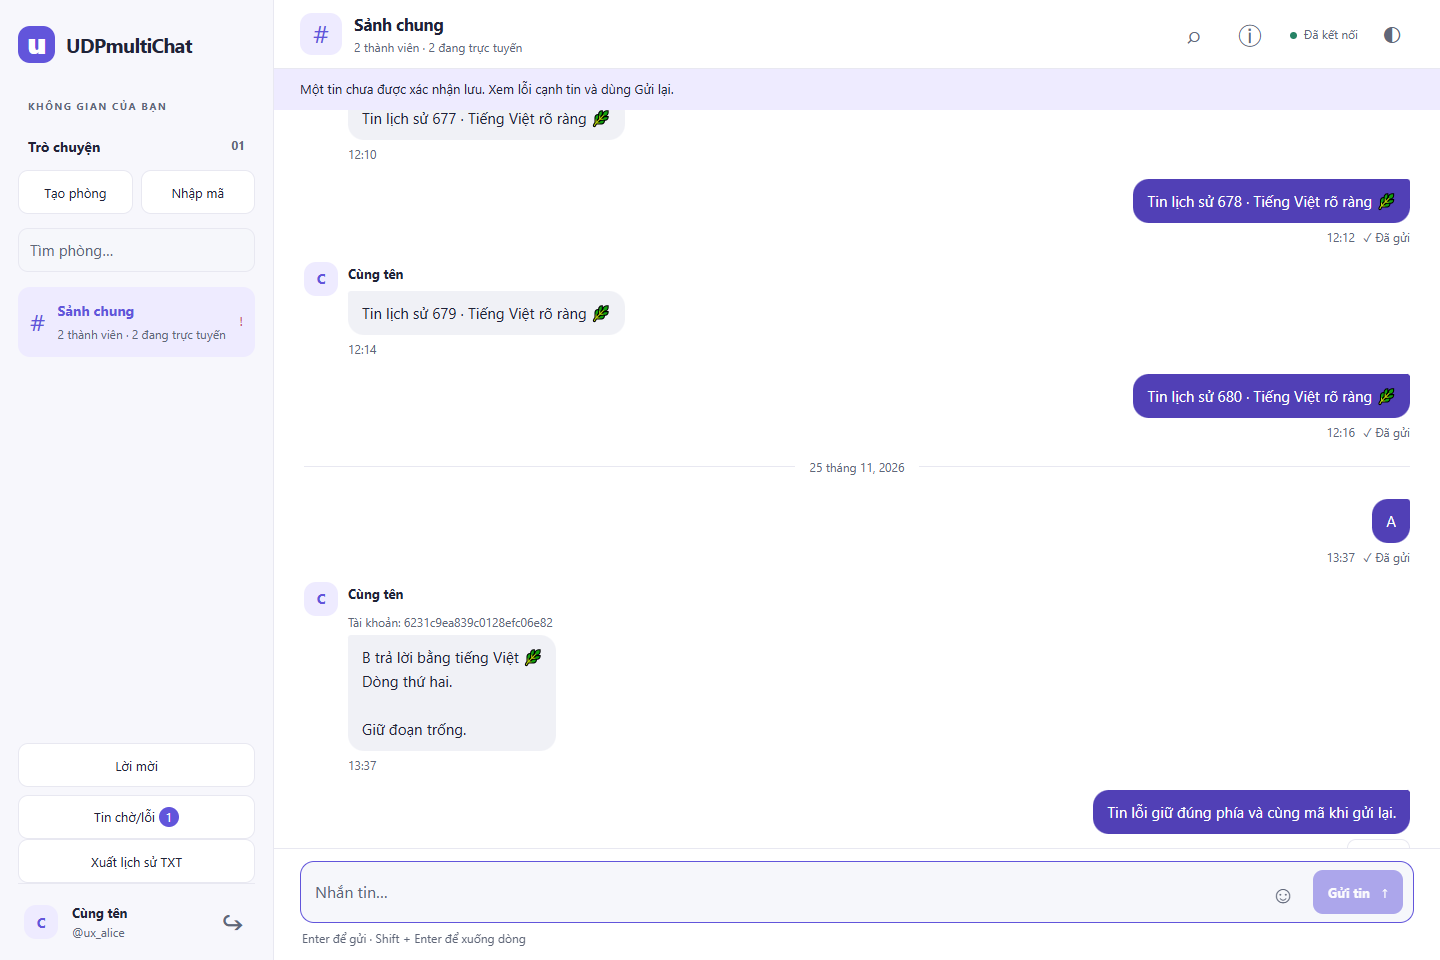 u UDPmultiChat
KHÔNG GIAN CỦA BẠN
Trò chuyện 01
Tạo phòng Nhập mã
Tìm phòng...
# Sảnh chung
2 thành viên · 2 đang trực tuyến !
Lời mời
Tin chờ/lỗi 1
Xuất lịch sử TXT
C Cùng tên
@ux_alice
# Sảnh chung
2 thành viên · 2 đang trực tuyến
Đã kết nối
Một tin chưa được xác nhận lưu. Xem lỗi cạnh tin và dùng Gửi lại.
Tin lịch sử 677 · Tiếng Việt rõ ràng 🌿
12:10
Tin lịch sử 678 · Tiếng Việt rõ ràng 🌿
12:12 ✓ Đã gửi
C Cùng tên
Tin lịch sử 679 · Tiếng Việt rõ ràng 🌿
12:14
Tin lịch sử 680 · Tiếng Việt rõ ràng 🌿
12:16 ✓ Đã gửi
25 tháng 11, 2026
A
13:37 ✓ Đã gửi
C Cùng tên
Tài khoản: 6231c9ea839c0128efc06e82
B trả lời bằng tiếng Việt 🌿
Dòng thứ hai.
Giữ đoạn trống.
13:37
Tin lỗi giữ đúng phía và cùng mã khi gửi lại.
Nhắn tin...
Gửi tin ↑
Enter để gửi · Shift + Enter để xuống dòng